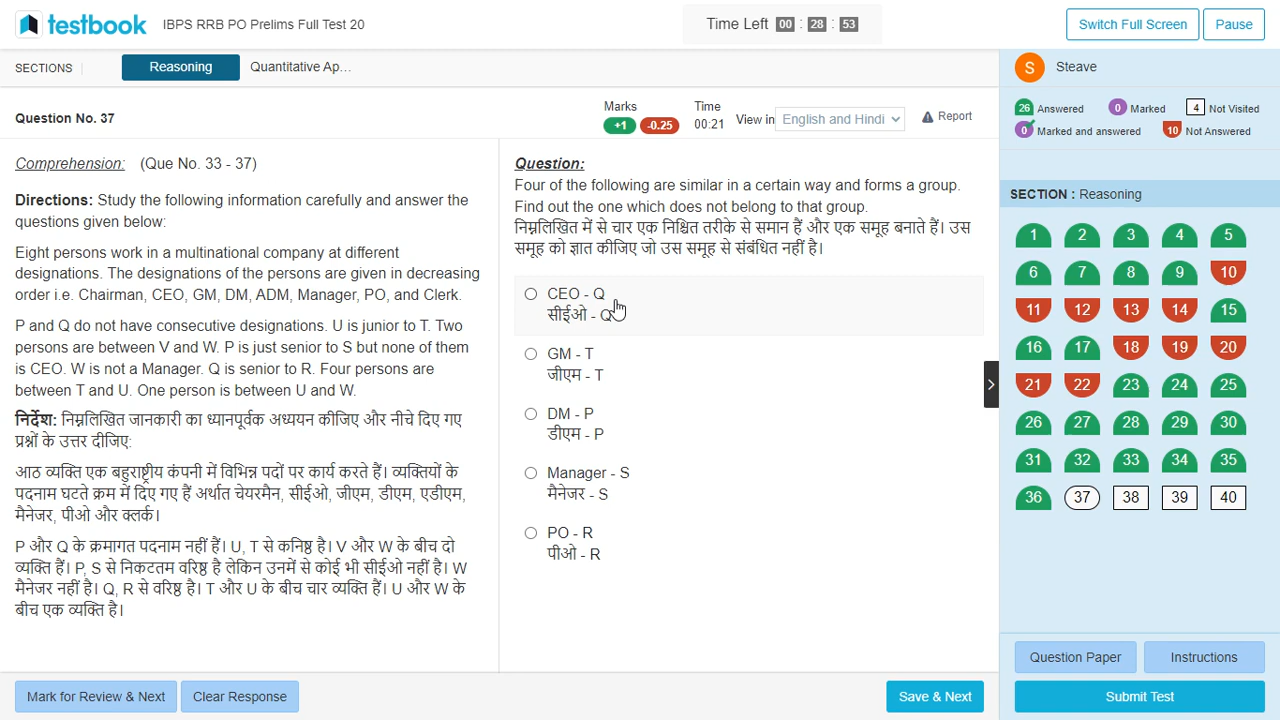 testbook
IBPS RRB PO Prelims Full Test 20
Time Left 00 : 28 : 53
Switch Full Screen
Pause
SECTIONS
Reasoning
Quantitative Ap...
S
Steave
Question No. 37
Marks
+1 -0.25
Time
00:21
View in English and Hindi
Report
26 Answered
0 Marked
4 Not Visited
0 Marked and answered
10 Not Answered
Comprehension: (Que No. 33 - 37)
Directions: Study the following information carefully and answer the
questions given below:
Eight persons work in a multinational company at different
designations. The designations of the persons are given in decreasing
order i.e. Chairman, CEO, GM, DM, ADM, Manager, PO, and Clerk.
P and Q do not have consecutive designations. U is junior to T. Two
persons are between V and W. P is just senior to S but none of them
is CEO. W is not a Manager. Q is senior to R. Four persons are
between T and U. One person is between U and W.
निर्देश: निम्नलिखित जानकारी का ध्यानपूर्वक अध्ययन कीजिए और नीचे दिए गए
प्रश्नों के उत्तर दीजिए:
आठ व्यक्ति एक बहुराष्ट्रीय कंपनी में विभिन्न पदों पर कार्य करते हैं। व्यक्तियों के
पदनाम घटते क्रम में दिए गए हैं अर्थात चेयरमैन, सीईओ, जीएम, डीएम, एडीएम,
मैनेजर, पीओ और क्लर्क।
P और Q के क्रमागत पदनाम नहीं हैं। U, T से कनिष्ठ है। V और W के बीच दो
व्यक्ति हैं। P, S से निकटतम वरिष्ठ है लेकिन उनमें से कोई भी सीईओ नहीं है। W
मैनेजर नहीं है। Q, R से वरिष्ठ है। T और U के बीच चार व्यक्ति हैं। U और W के
बीच एक व्यक्ति है।
Question:
Four of the following are similar in a certain way and forms a group.
Find out the one which does not belong to that group.
निम्नलिखित में से चार एक निश्चित तरीके से समान हैं और एक समूह बनाते हैं। उस
समूह को ज्ञात कीजिए जो उस समूह से संबंधित नहीं है।
CEO - Q
सीईओ - Q
GM - T
जीएम - T
DM - P
डीएम - P
Manager - S
मैनेजर - S
PO - R
पीओ - R
SECTION : Reasoning
1 2 3 4 5
6 7 8 9 10
11 12 13 14 15
16 17 18 19 20
21 22 23 24 25
26 27 28 29 30
31 32 33 34 35
36 37 38 39 40
Question Paper
Instructions
Mark for Review & Next
Clear Response
Save & Next
Submit Test